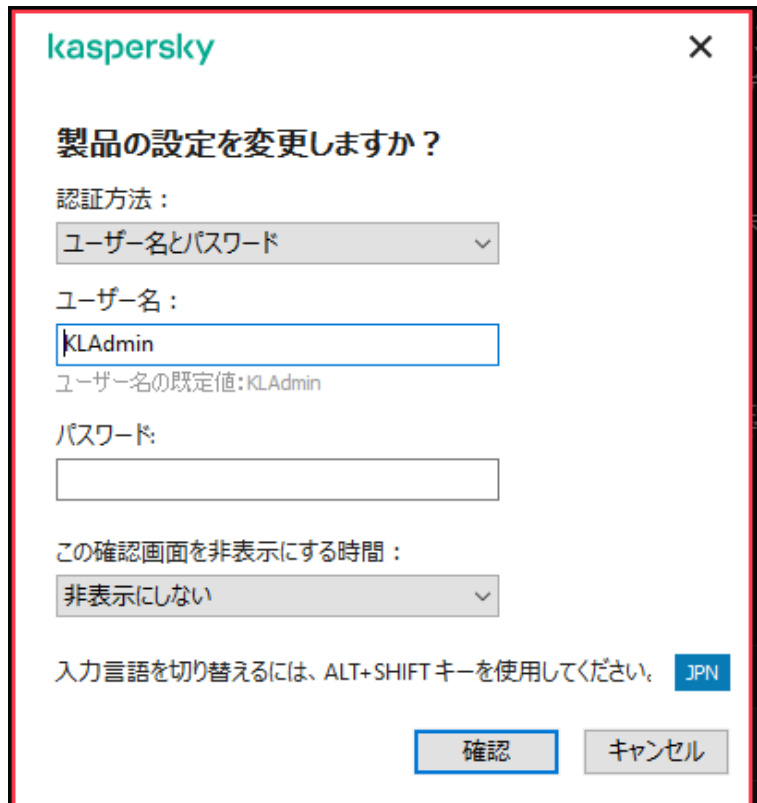 kaspersky
製品の設定を変更しますか？
認証方法：
ユーザー名とパスワード
ユーザー名：
KLAdmin
ユーザー名の既定値:KLAdmin
パスワード:
この確認画面を非表示にする時間：
非表示にしない
入力言語を切り替えるには、ALT+SHIFTキーを使用してください。 JPN
確認 キャンセル